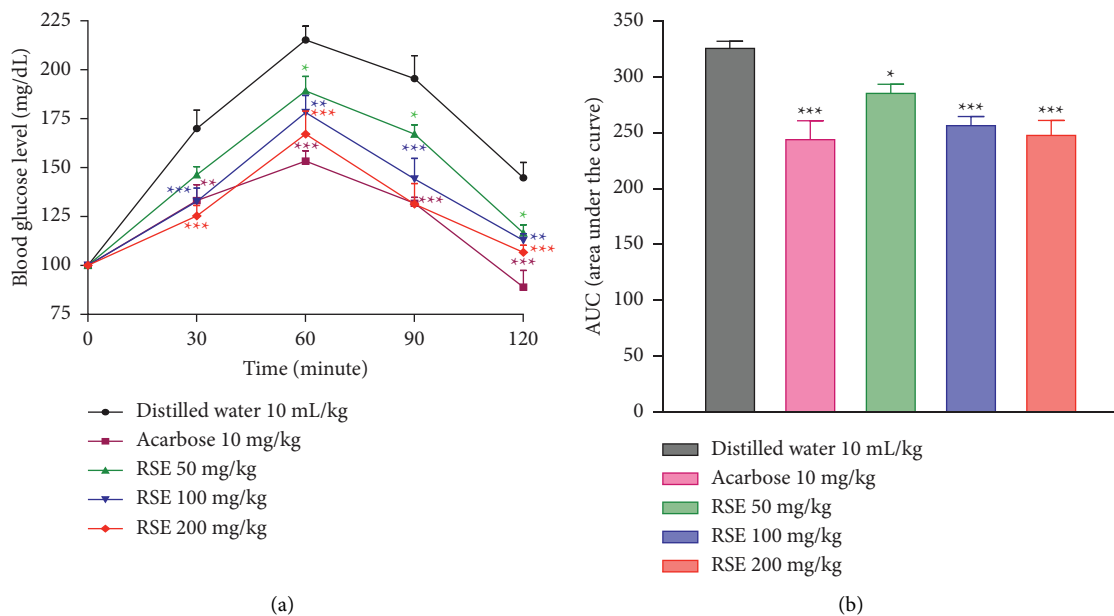 225
200
175
150
125
100
75
0
30
60
90
120
Blood glucose level (mg/dL)
Time (minute)
*
**
***
***
*
***
***
*
**
***
***
***
**
***
Distilled water 10 mL/kg
Acarbose 10 mg/kg
RSE 50 mg/kg
RSE 100 mg/kg
RSE 200 mg/kg
(a)
350
300
250
200
150
100
50
0
AUC (area under the curve)
***
*
***
***
Distilled water 10 mL/kg
Acarbose 10 mg/kg
RSE 50 mg/kg
RSE 100 mg/kg
RSE 200 mg/kg
(b)